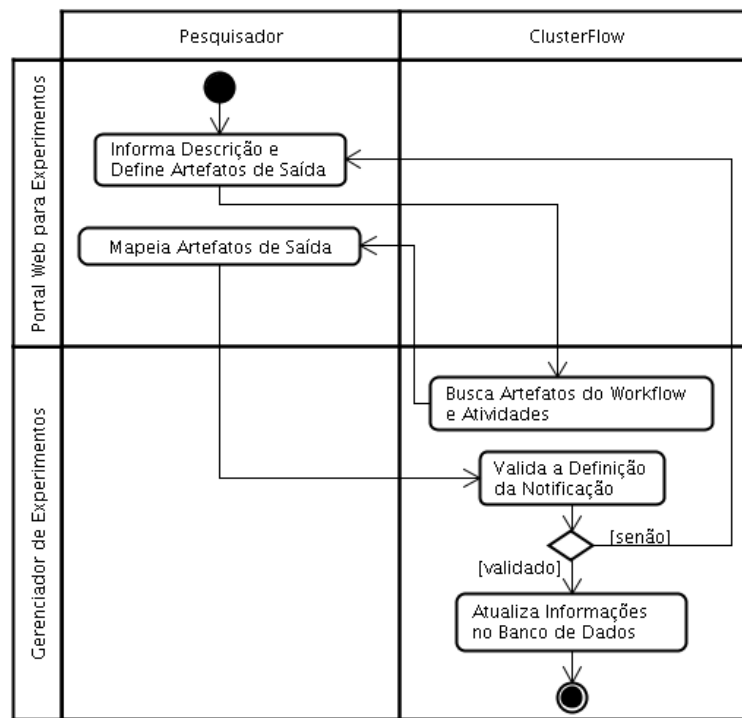 Pesquisador
ClusterFlow
Portal Web para Experimentos
Informa Descrição e
Define Artefatos de Saída
Mapeia Artefatos de Saída
Gerenciador de Experimentos
Busca Artefatos do Workflow
e Atividades
Valida a Definição
da Notificação
[senão]
[validado]
Atualiza Informações
no Banco de Dados